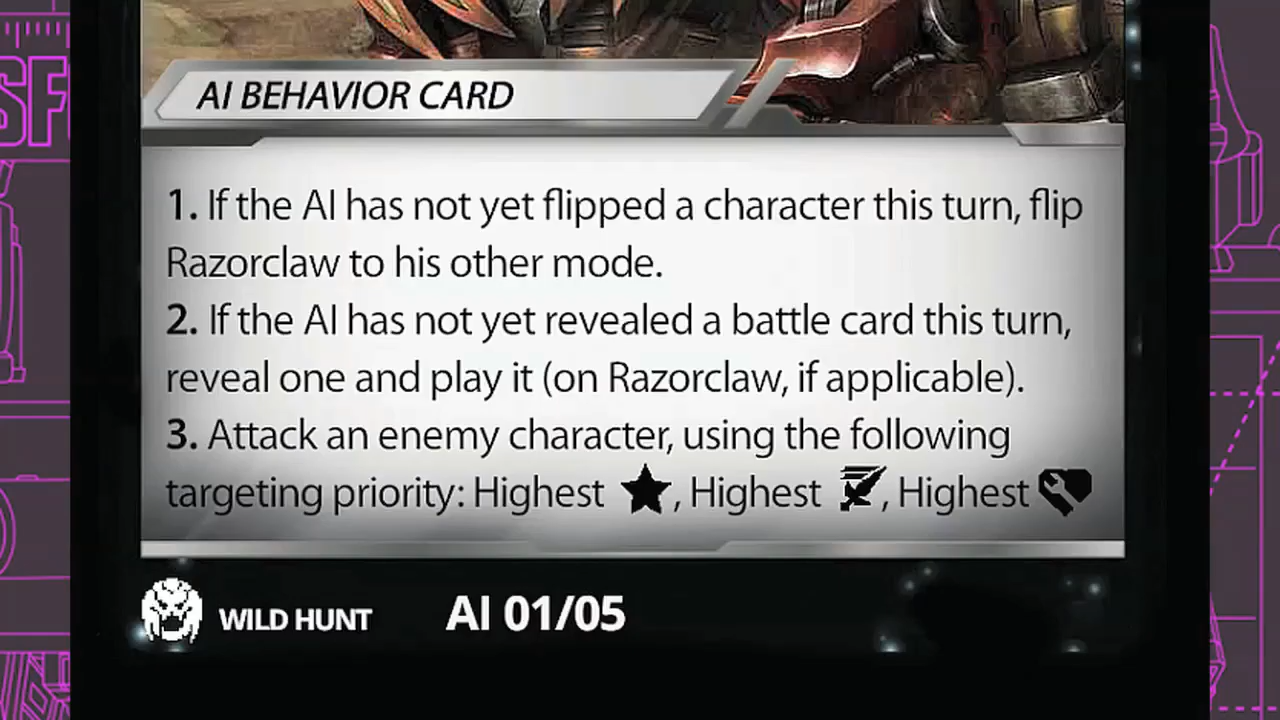 SF
AI BEHAVIOR CARD
1. If the AI has not yet flipped a character this turn, flip
Razorclaw to his other mode.
2. If the AI has not yet revealed a battle card this turn,
reveal one and play it (on Razorclaw, if applicable).
3. Attack an enemy character, using the following
targeting priority: Highest ★, Highest , Highest
WILD HUNT AI 01/05